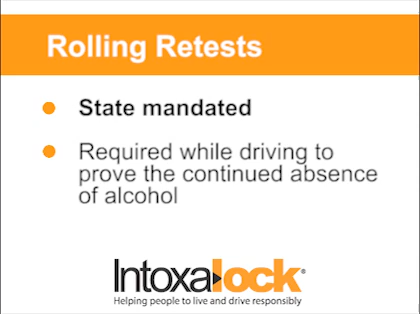 Rolling Retests
State mandated
Required while driving to
prove the continued absence
of alcohol
Intoxalock®
Helping people to live and drive responsibly